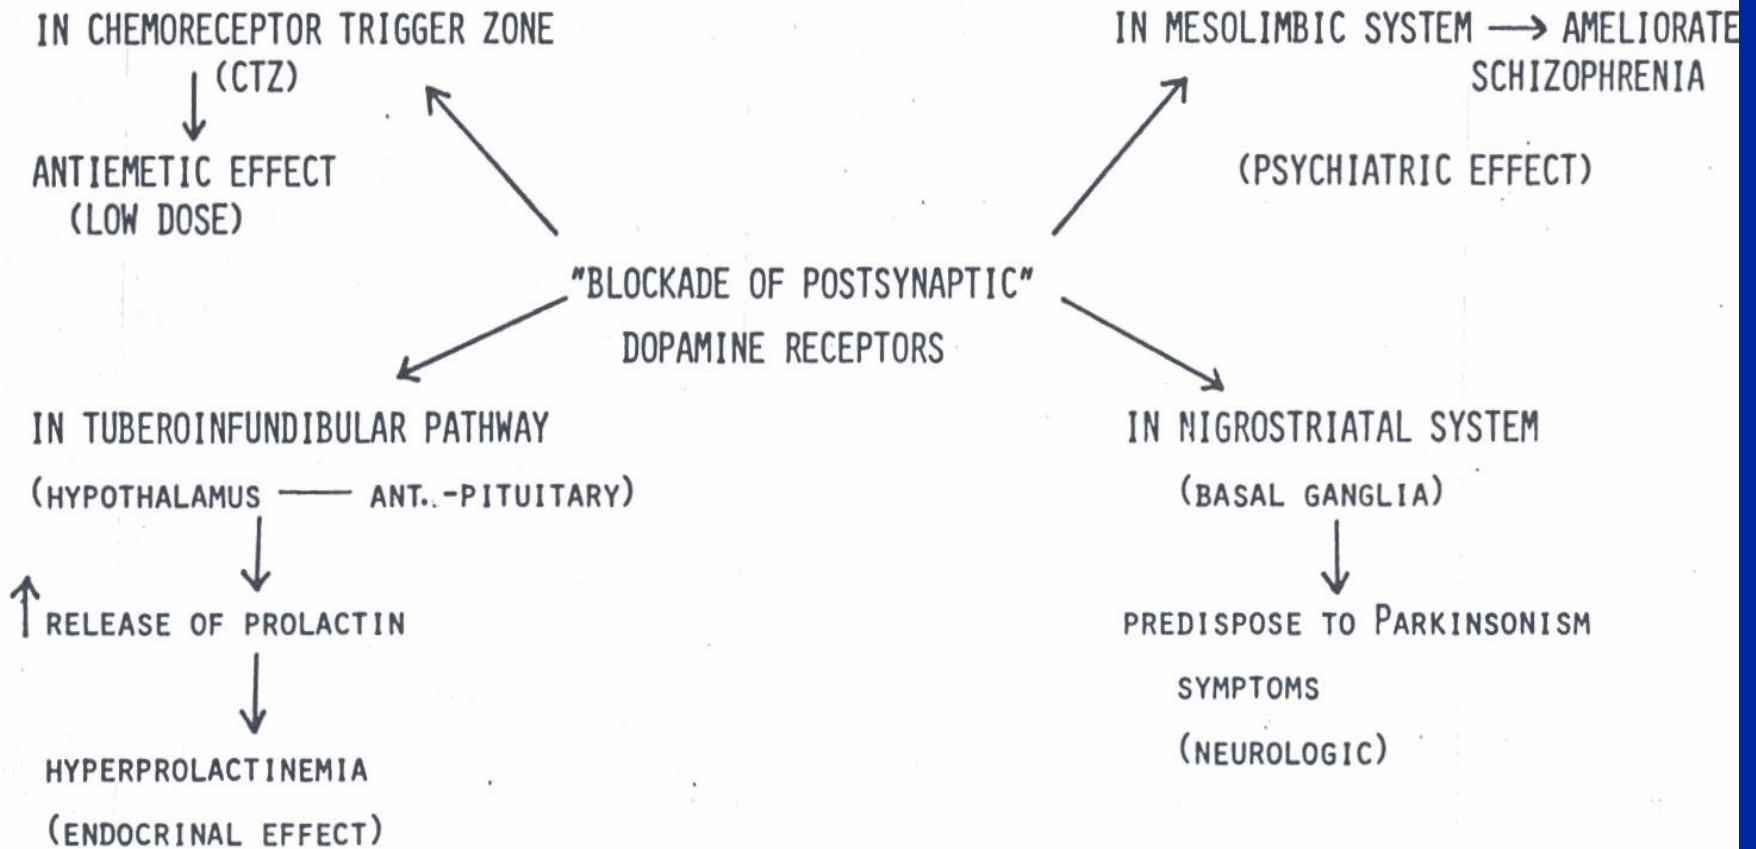 IN CHEMORECEPTOR TRIGGER ZONE
(CTZ)
ANTIEMETIC EFFECT
(LOW DOSE)
IN MESOLIMBIC SYSTEM → AMELIORATE
SCHIZOPHRENIA
(PSYCHIATRIC EFFECT)
"BLOCKADE OF POSTSYNAPTIC"
DOPAMINE RECEPTORS
IN TUBEROINFUNDIBULAR PATHWAY
(HYPOTHALAMUS — ANT.-PITUITARY)
↑ RELEASE OF PROLACTIN
HYPERPROLACTINEMIA
(ENDOCRINAL EFFECT)
IN NIGROSTRIATAL SYSTEM
(BASAL GANGLIA)
PREDISPOSE TO PARKINSONISM
SYMPTOMS
(NEUROLOGIC)